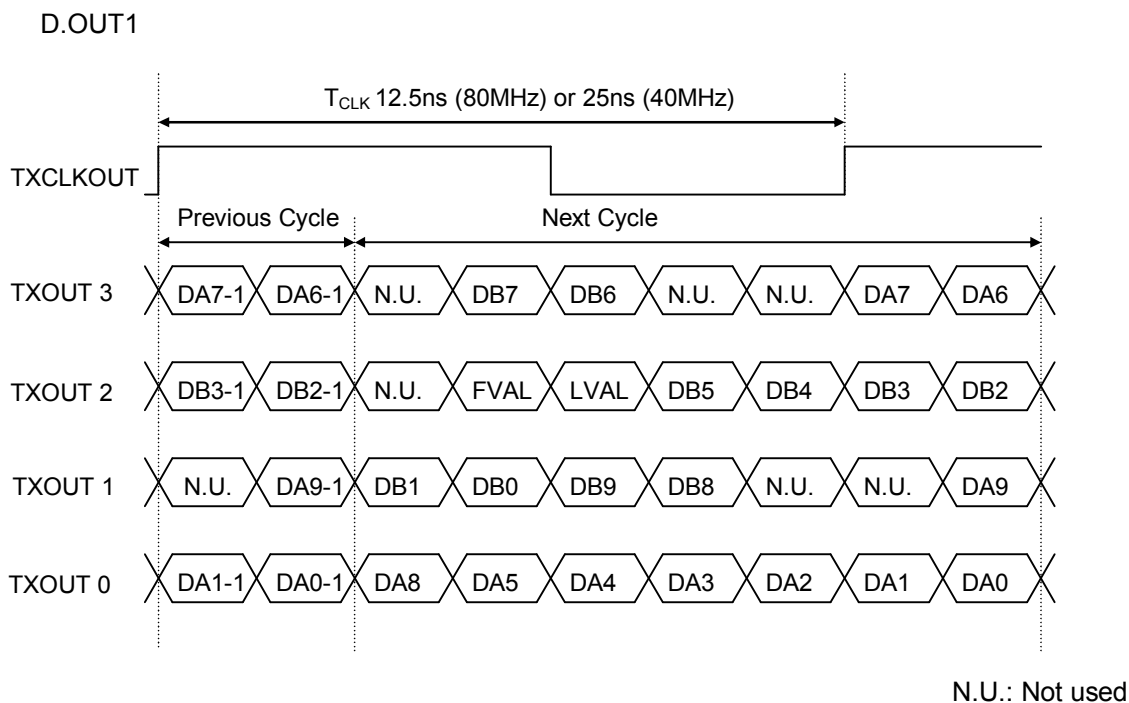 D.OUT1
TCLK 12.5ns (80MHz) or 25ns (40MHz)
TXCLKOUT
Previous Cycle Next Cycle
TXOUT 3 DA7-1 DA6-1 N.U. DB7 DB6 N.U. N.U. DA7 DA6
TXOUT 2 DB3-1 DB2-1 N.U. FVAL LVAL DB5 DB4 DB3 DB2
TXOUT 1 N.U. DA9-1 DB1 DB0 DB9 DB8 N.U. N.U. DA9
TXOUT 0 DA1-1 DA0-1 DA8 DA5 DA4 DA3 DA2 DA1 DA0
N.U.: Not used